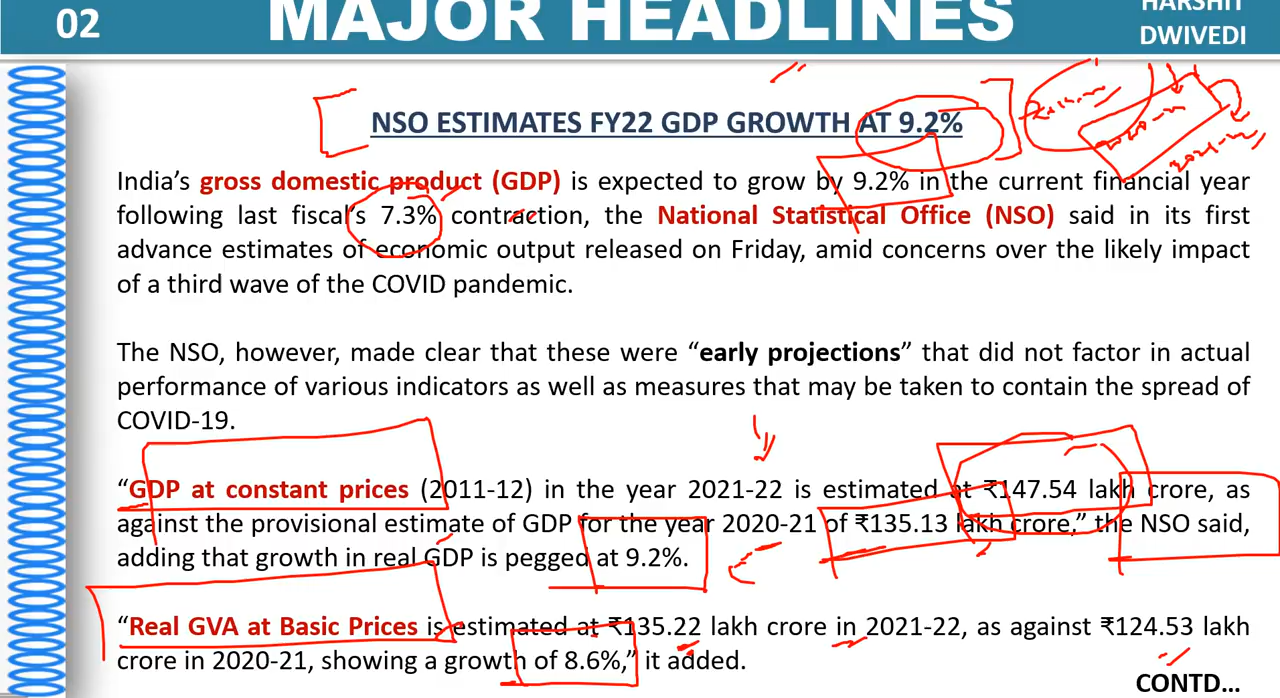 02
MAJOR HEADLINES
HARSHIT
DWIVEDI
NSO ESTIMATES FY22 GDP GROWTH AT 9.2%
India’s gross domestic product (GDP) is expected to grow by 9.2% in the current financial year
following last fiscal’s 7.3% contraction, the National Statistical Office (NSO) said in its first
advance estimates of economic output released on Friday, amid concerns over the likely impact
of a third wave of the COVID pandemic.
The NSO, however, made clear that these were “early projections” that did not factor in actual
performance of various indicators as well as measures that may be taken to contain the spread of
COVID-19.
“GDP at constant prices (2011-12) in the year 2021-22 is estimated at ₹147.54 lakh crore, as
against the provisional estimate of GDP for the year 2020-21 of ₹135.13 lakh crore,” the NSO said,
adding that growth in real GDP is pegged at 9.2%.
“Real GVA at Basic Prices is estimated at ₹135.22 lakh crore in 2021-22, as against ₹124.53 lakh
crore in 2020-21, showing a growth of 8.6%,” it added.
CONTD...